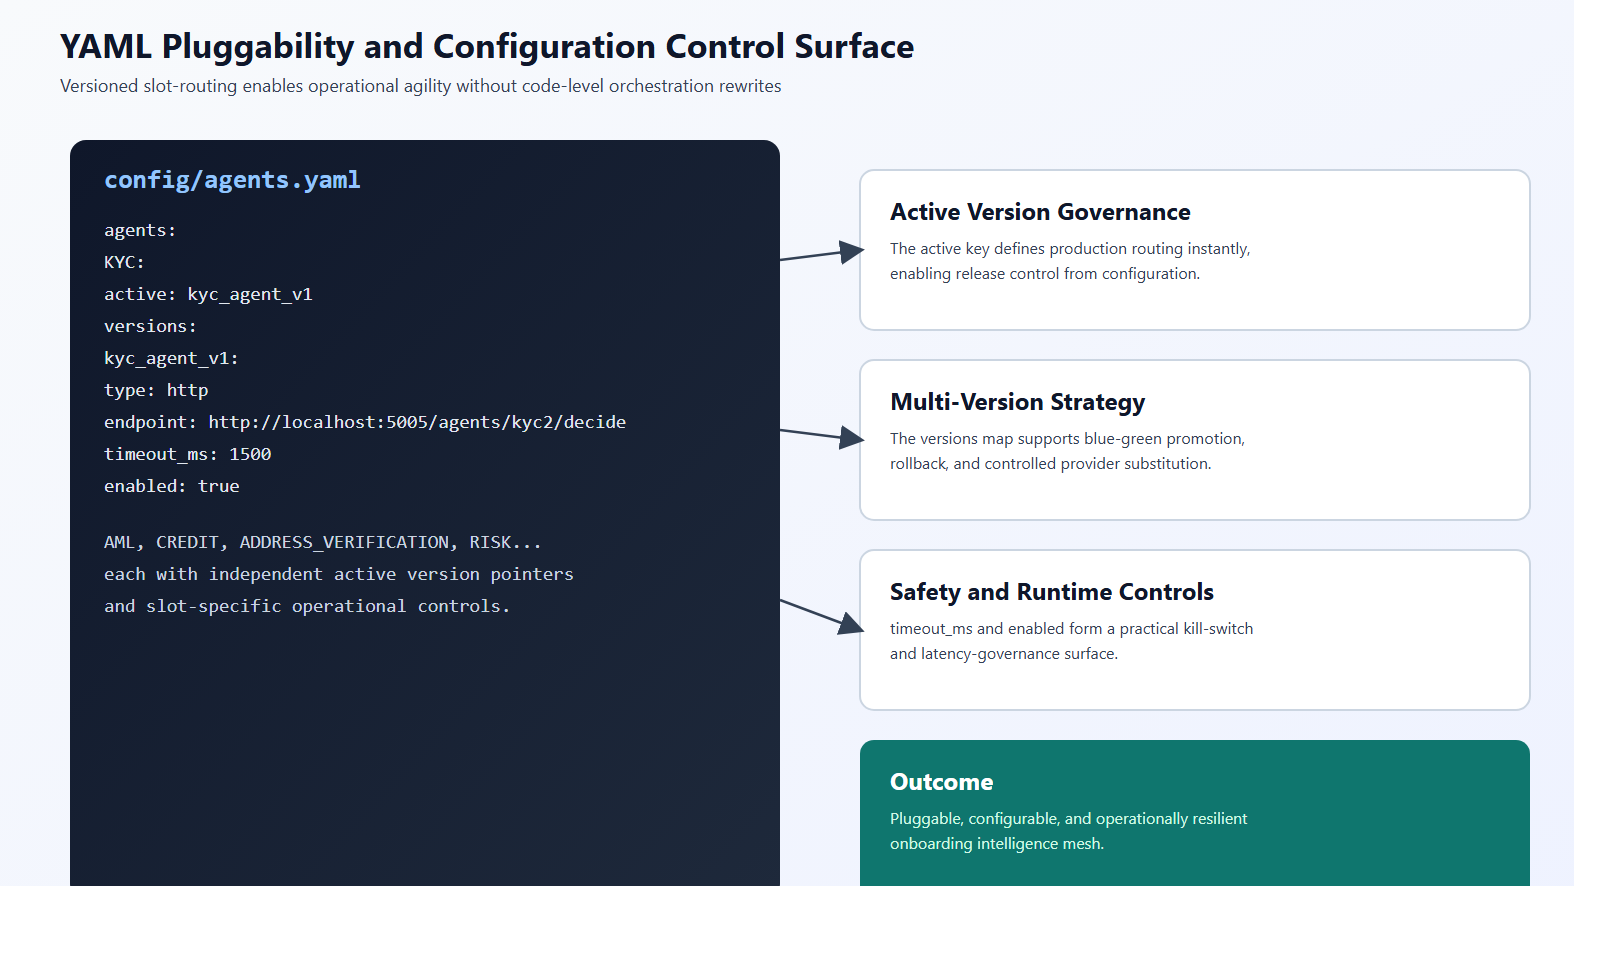 YAML Pluggability and Configuration Control Surface
Versioned slot-routing enables operational agility without code-level orchestration rewrites
config/agents.yaml
agents:
KYC:
active: kyc_agent_v1
versions:
kyc_agent_v1:
type: http
endpoint: http://localhost:5005/agents/kyc2/decide
timeout_ms: 1500
enabled: true
AML, CREDIT, ADDRESS_VERIFICATION, RISK...
each with independent active version pointers
and slot-specific operational controls.
Active Version Governance
The active key defines production routing instantly,
enabling release control from configuration.
Multi-Version Strategy
The versions map supports blue-green promotion,
rollback, and controlled provider substitution.
Safety and Runtime Controls
timeout_ms and enabled form a practical kill-switch
and latency-governance surface.
Outcome
Pluggable, configurable, and operationally resilient
onboarding intelligence mesh.